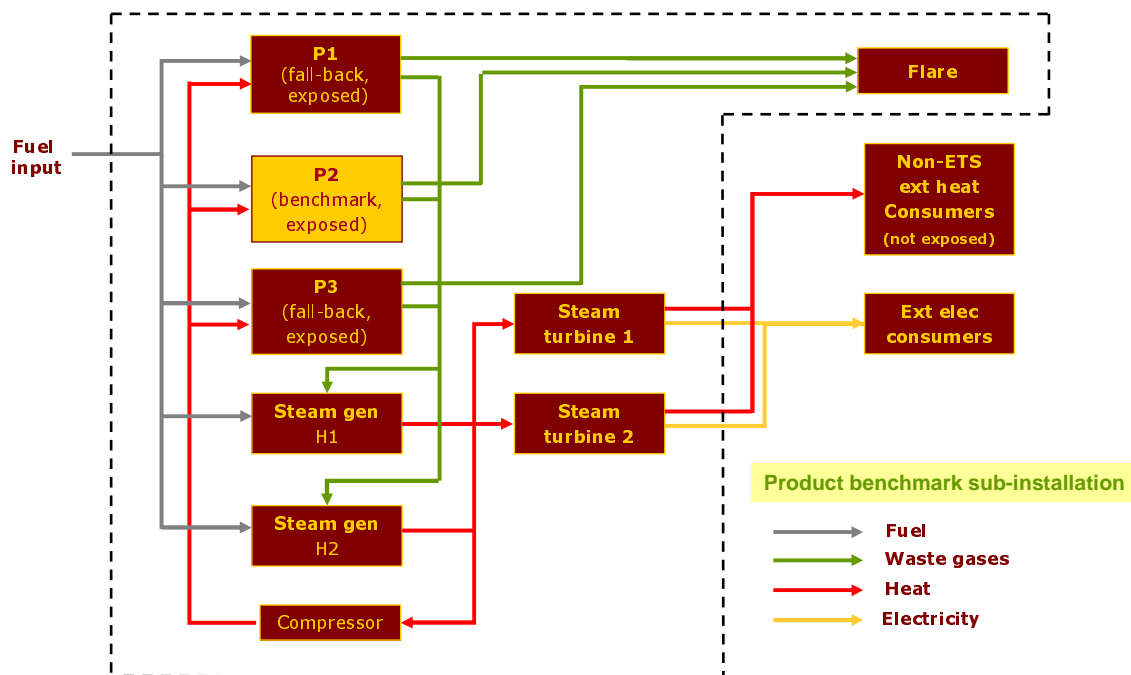 P1
(fall-back,
exposed)
Flare
Fuel
input
P2
(benchmark,
exposed)
Non-ETS
ext heat
Consumers
(not exposed)
P3
(fall-back,
exposed)
Steam
turbine 1
Ext elec
consumers
Steam gen
H1
Steam
turbine 2
Product benchmark sub-installation
Steam gen
H2
Fuel
Waste gases
Heat
Electricity
Compressor